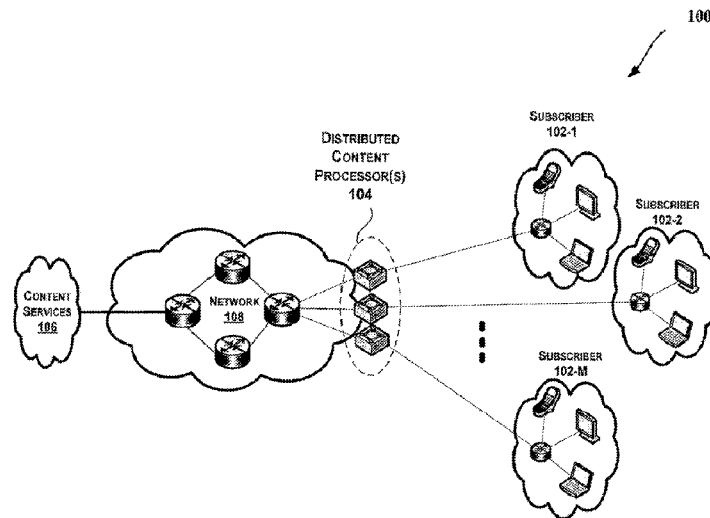 100
SUBSCRIBER
102-1
DISTRIBUTED
CONTENT
PROCESSOR(S)
104
SUBSCRIBER
102-2
CONTENT
SERVICES
106
NETWORK
108
SUBSCRIBER
102-M